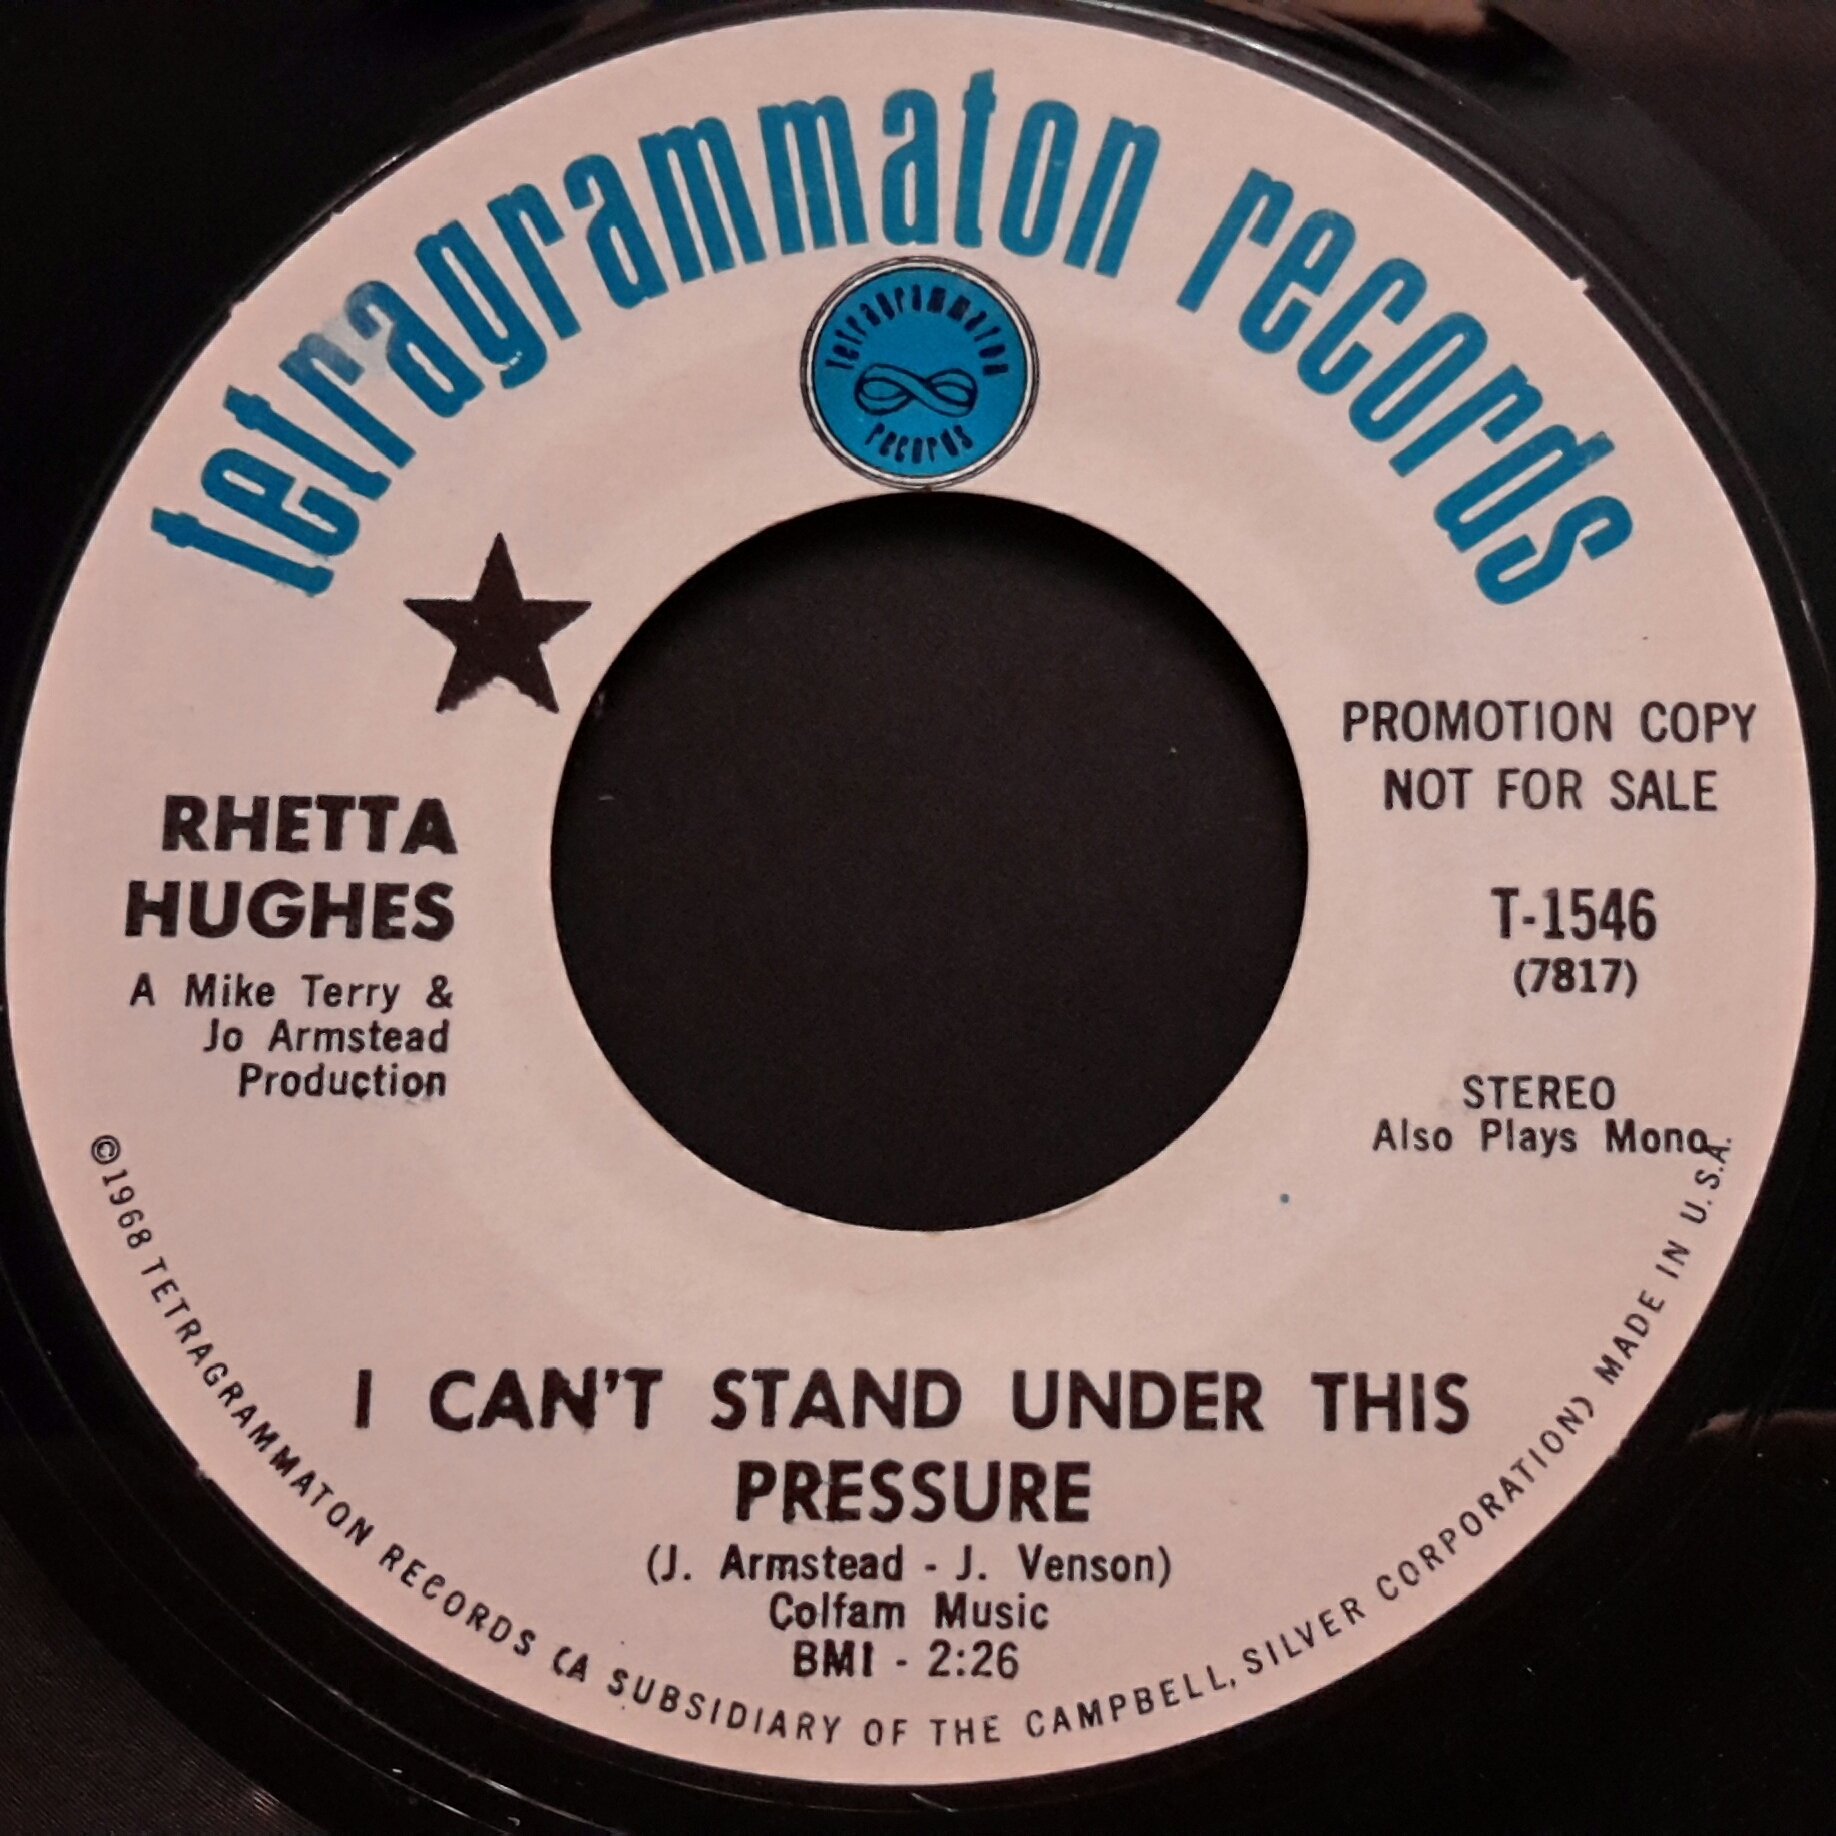 tetragrammaton records
tetragrammaton
records
RHETTA
HUGHES
A Mike Terry &
Jo Armstead
Production
PROMOTION COPY
NOT FOR SALE
T-1546
(7817)
STEREO
Also Plays Mono
I CAN'T STAND UNDER THIS
PRESSURE
(J. Armstead - J. Venson)
Colfam Music
BMI - 2:26
©1968 TETRAGRAMMATON RECORDS (A SUBSIDIARY OF THE CAMPBELL, SILVER CORPORATION) MADE IN U.S.A.